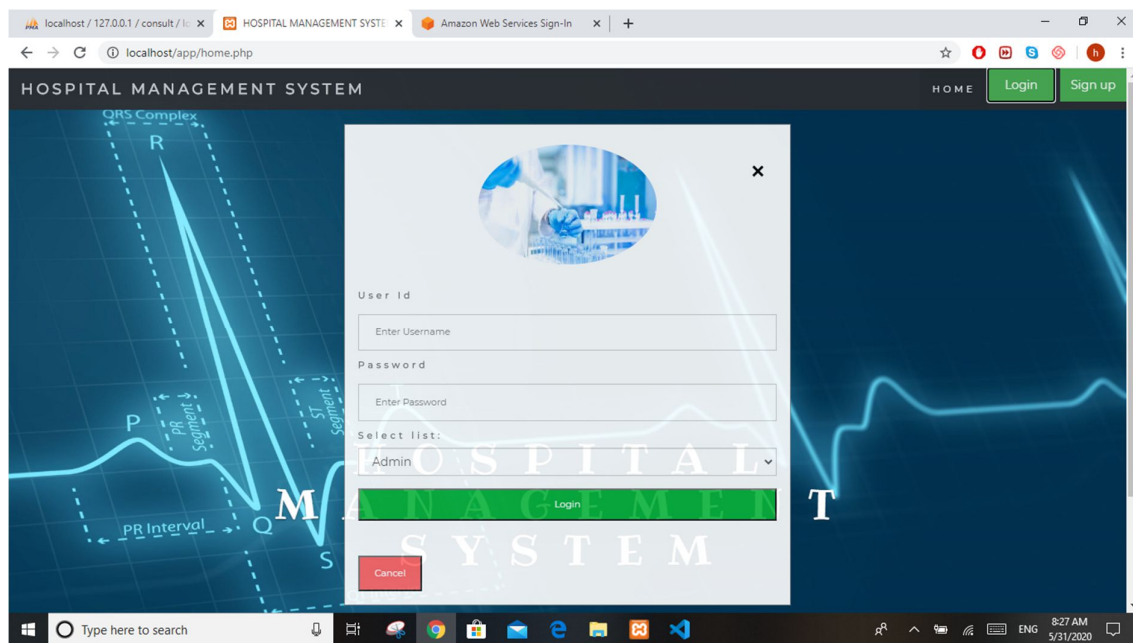 localhost / 127.0.0.1 / consult / lo
HOSPITAL MANAGEMENT SYSTE
Amazon Web Services Sign-In
localhost/app/home.php
HOSPITAL MANAGEMENT SYSTEM
HOME
Login
Sign up
QRS Complex
R
User Id
Enter Username
Password
Enter Password
P
PR
Segment
ST
Segment
Select list:
Admin
HOSPITAL
MANAGEMENT
SYSTEM
Login
PR Interval
Q
S
Cancel
Type here to search
ENG
8:27 AM
5/31/2020